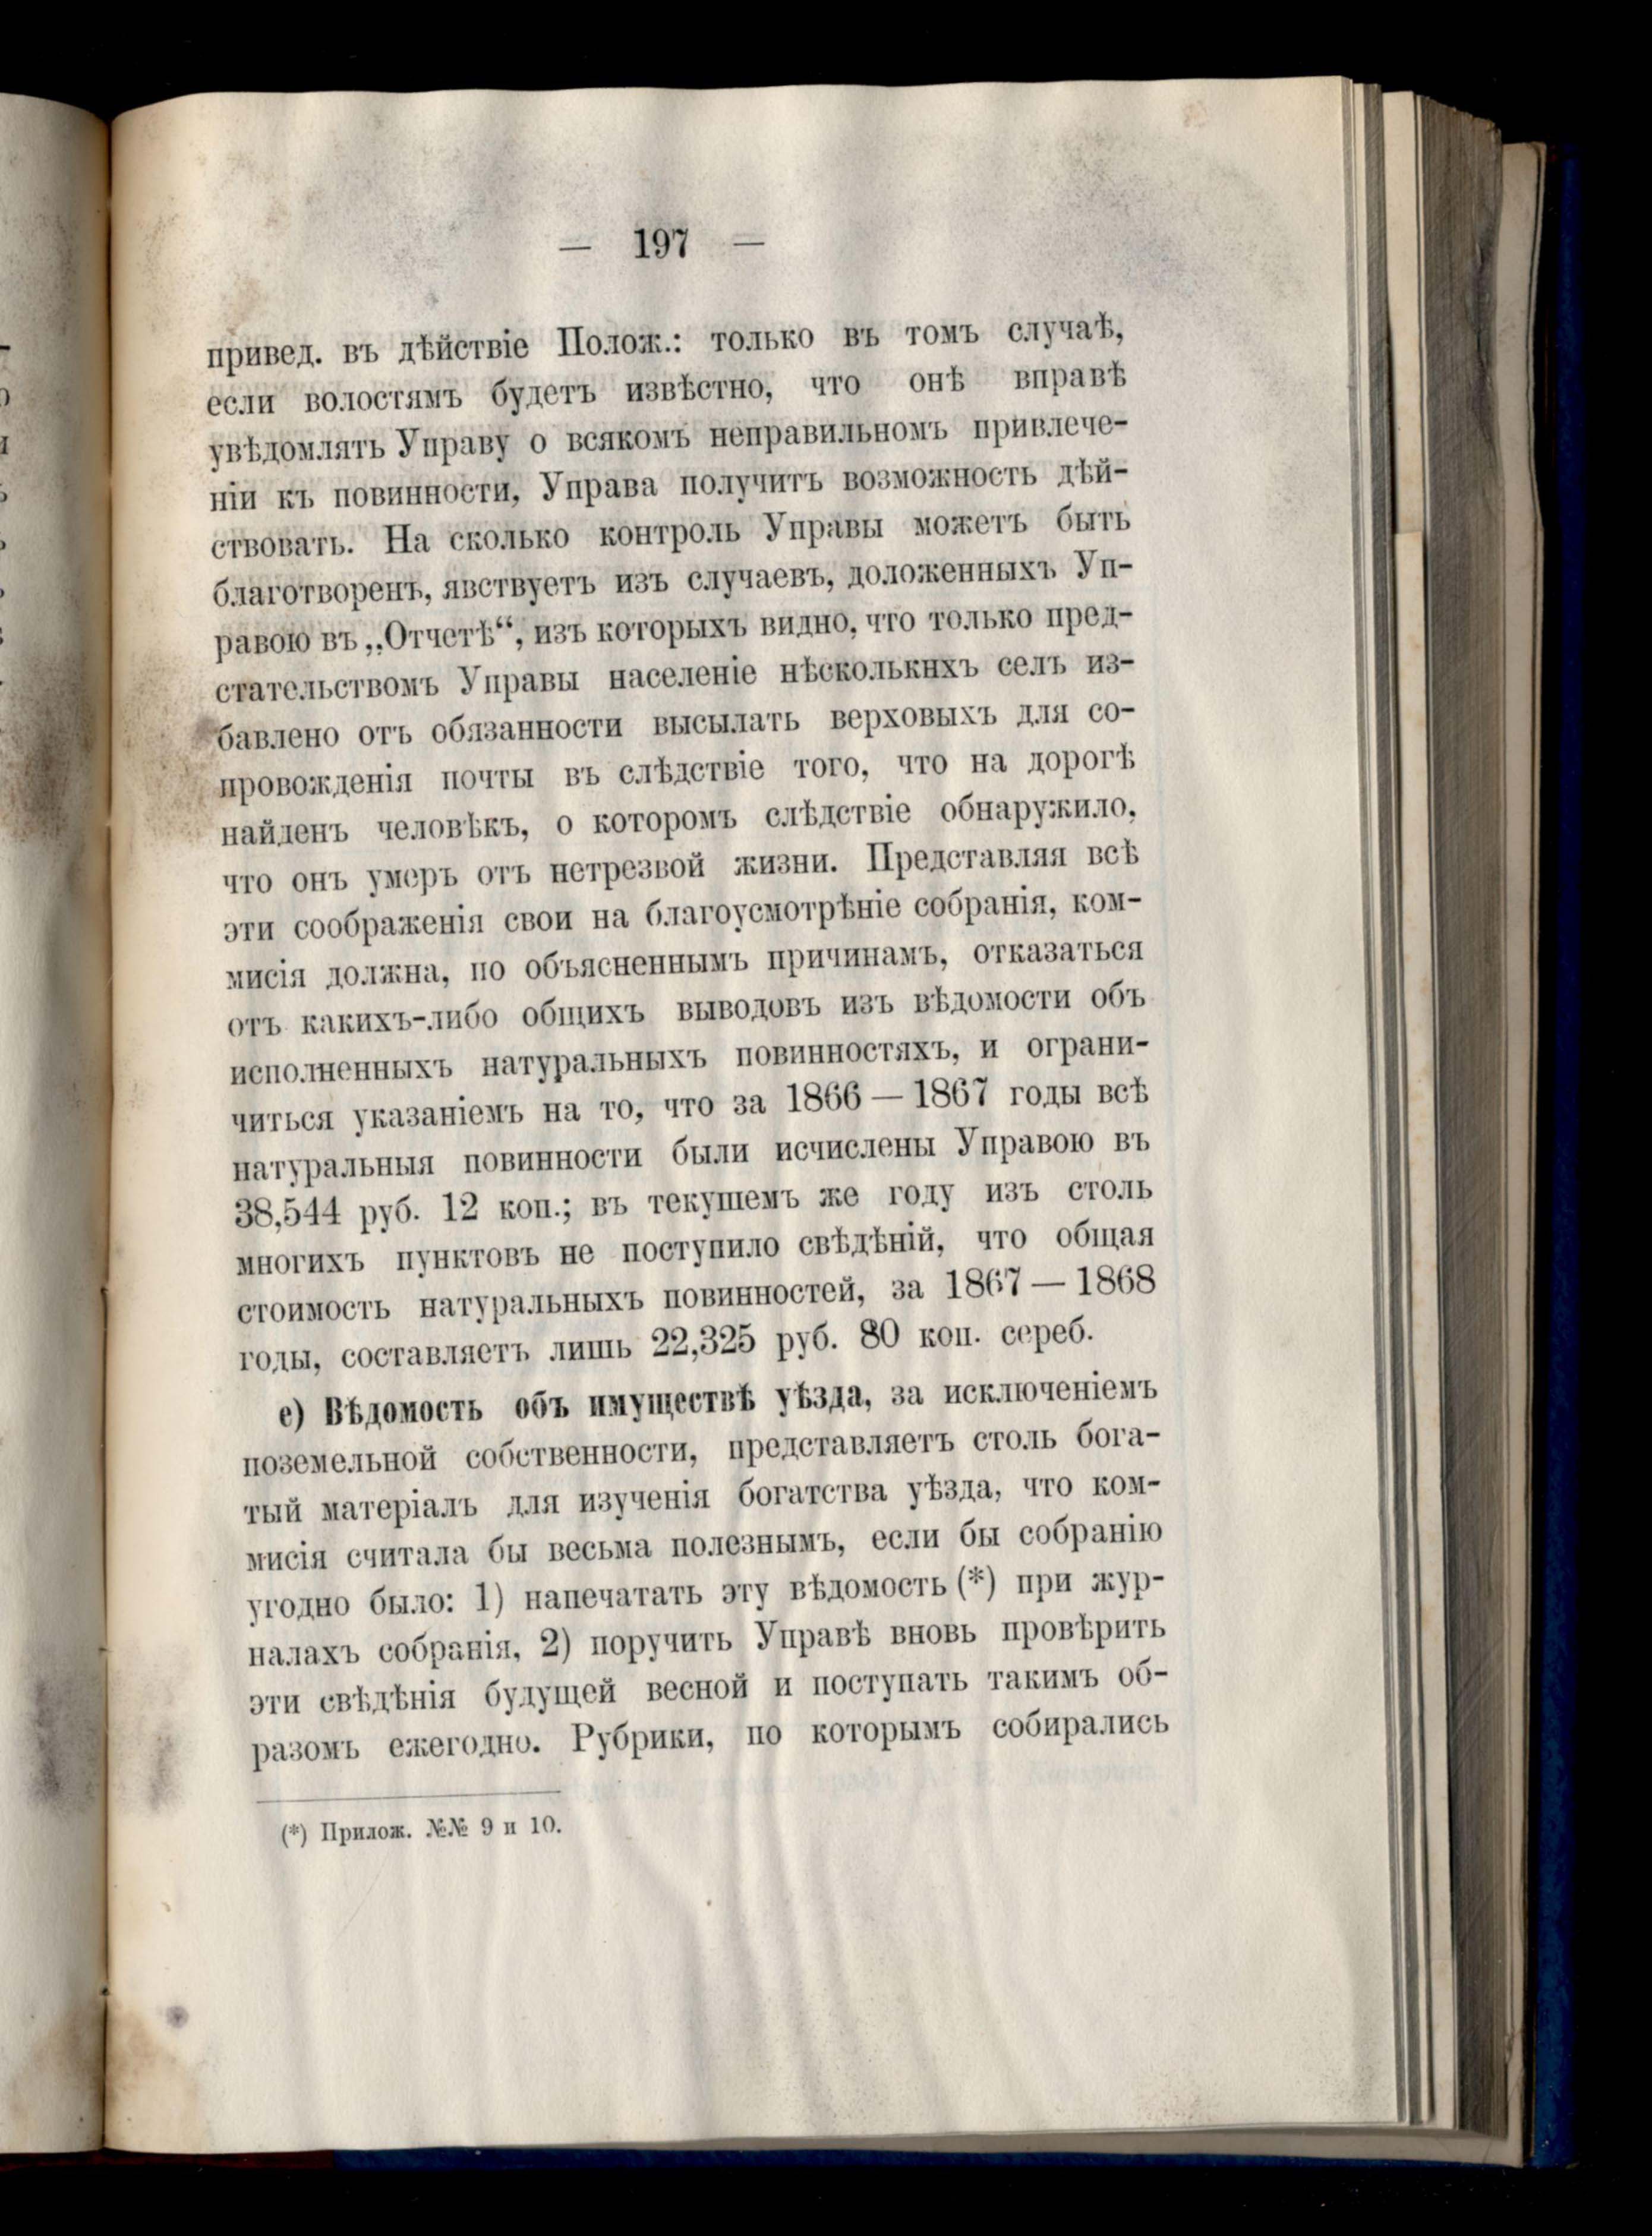 — 197 —
привед. въ дѣйствіе Полож.: только въ томъ случаѣ,
если волостямъ будетъ извѣстно, что онѣ вправѣ
увѣдомлять Управу о всякомъ неправильномъ привлече-
ніи къ повинности, Управа получитъ возможность дѣй-
ствовать. На сколько контроль Управы можетъ быть
благотворенъ, явствуетъ изъ случаевъ, доложенныхъ Уп-
равою въ „Отчетѣ“, изъ которыхъ видно, что только пред-
стательствомъ Управы населеніе нѣсколькнхъ селъ из-
бавлено отъ обязанности высылать верховыхъ для со-
провожденія почты въ слѣдствіе того, что на дорогѣ
найденъ человѣкъ, о которомъ слѣдствіе обнаружило,
что онъ умеръ отъ нетрезвой жизни. Представляя всѣ
эти соображенія свои на благоусмотрѣніе собранія, ком-
мисія должна, по объясненнымъ причинамъ, отказаться
отъ какихъ-либо общихъ выводовъ изъ вѣдомости объ
исполненныхъ натуральныхъ повинностяхъ, и ограни-
читься указаніемъ на то, что за 1866 — 1867 годы всѣ
натуральныя повинности были исчислены Управою въ
38,544 руб. 12 коп.; въ текушемъ же году изъ столь
многихъ пунктовъ не поступило свѣдѣній, что общая
стоимость натуральныхъ повинностей, за 1867 — 1868
годы, составляетъ лишь 22,325 руб. 80 коп. сереб.
е) Вѣдомость объ имуществѣ уѣзда, за исключеніемъ
поземельной собственности, представляетъ столь бога-
тый матеріалъ для изученія богатства уѣзда, что ком-
мисія считала бы весьма полезнымъ, если бы собранію
угодно было: 1) напечатать эту вѣдомость (*) при жур-
налахъ собранія, 2) поручить Управѣ вновь провѣрить
эти свѣдѣнія будущей весной и поступать такимъ об-
разомъ ежегодно. Рубрики, по которымъ собирались
(*) Прилож. №№ 9 и 10.